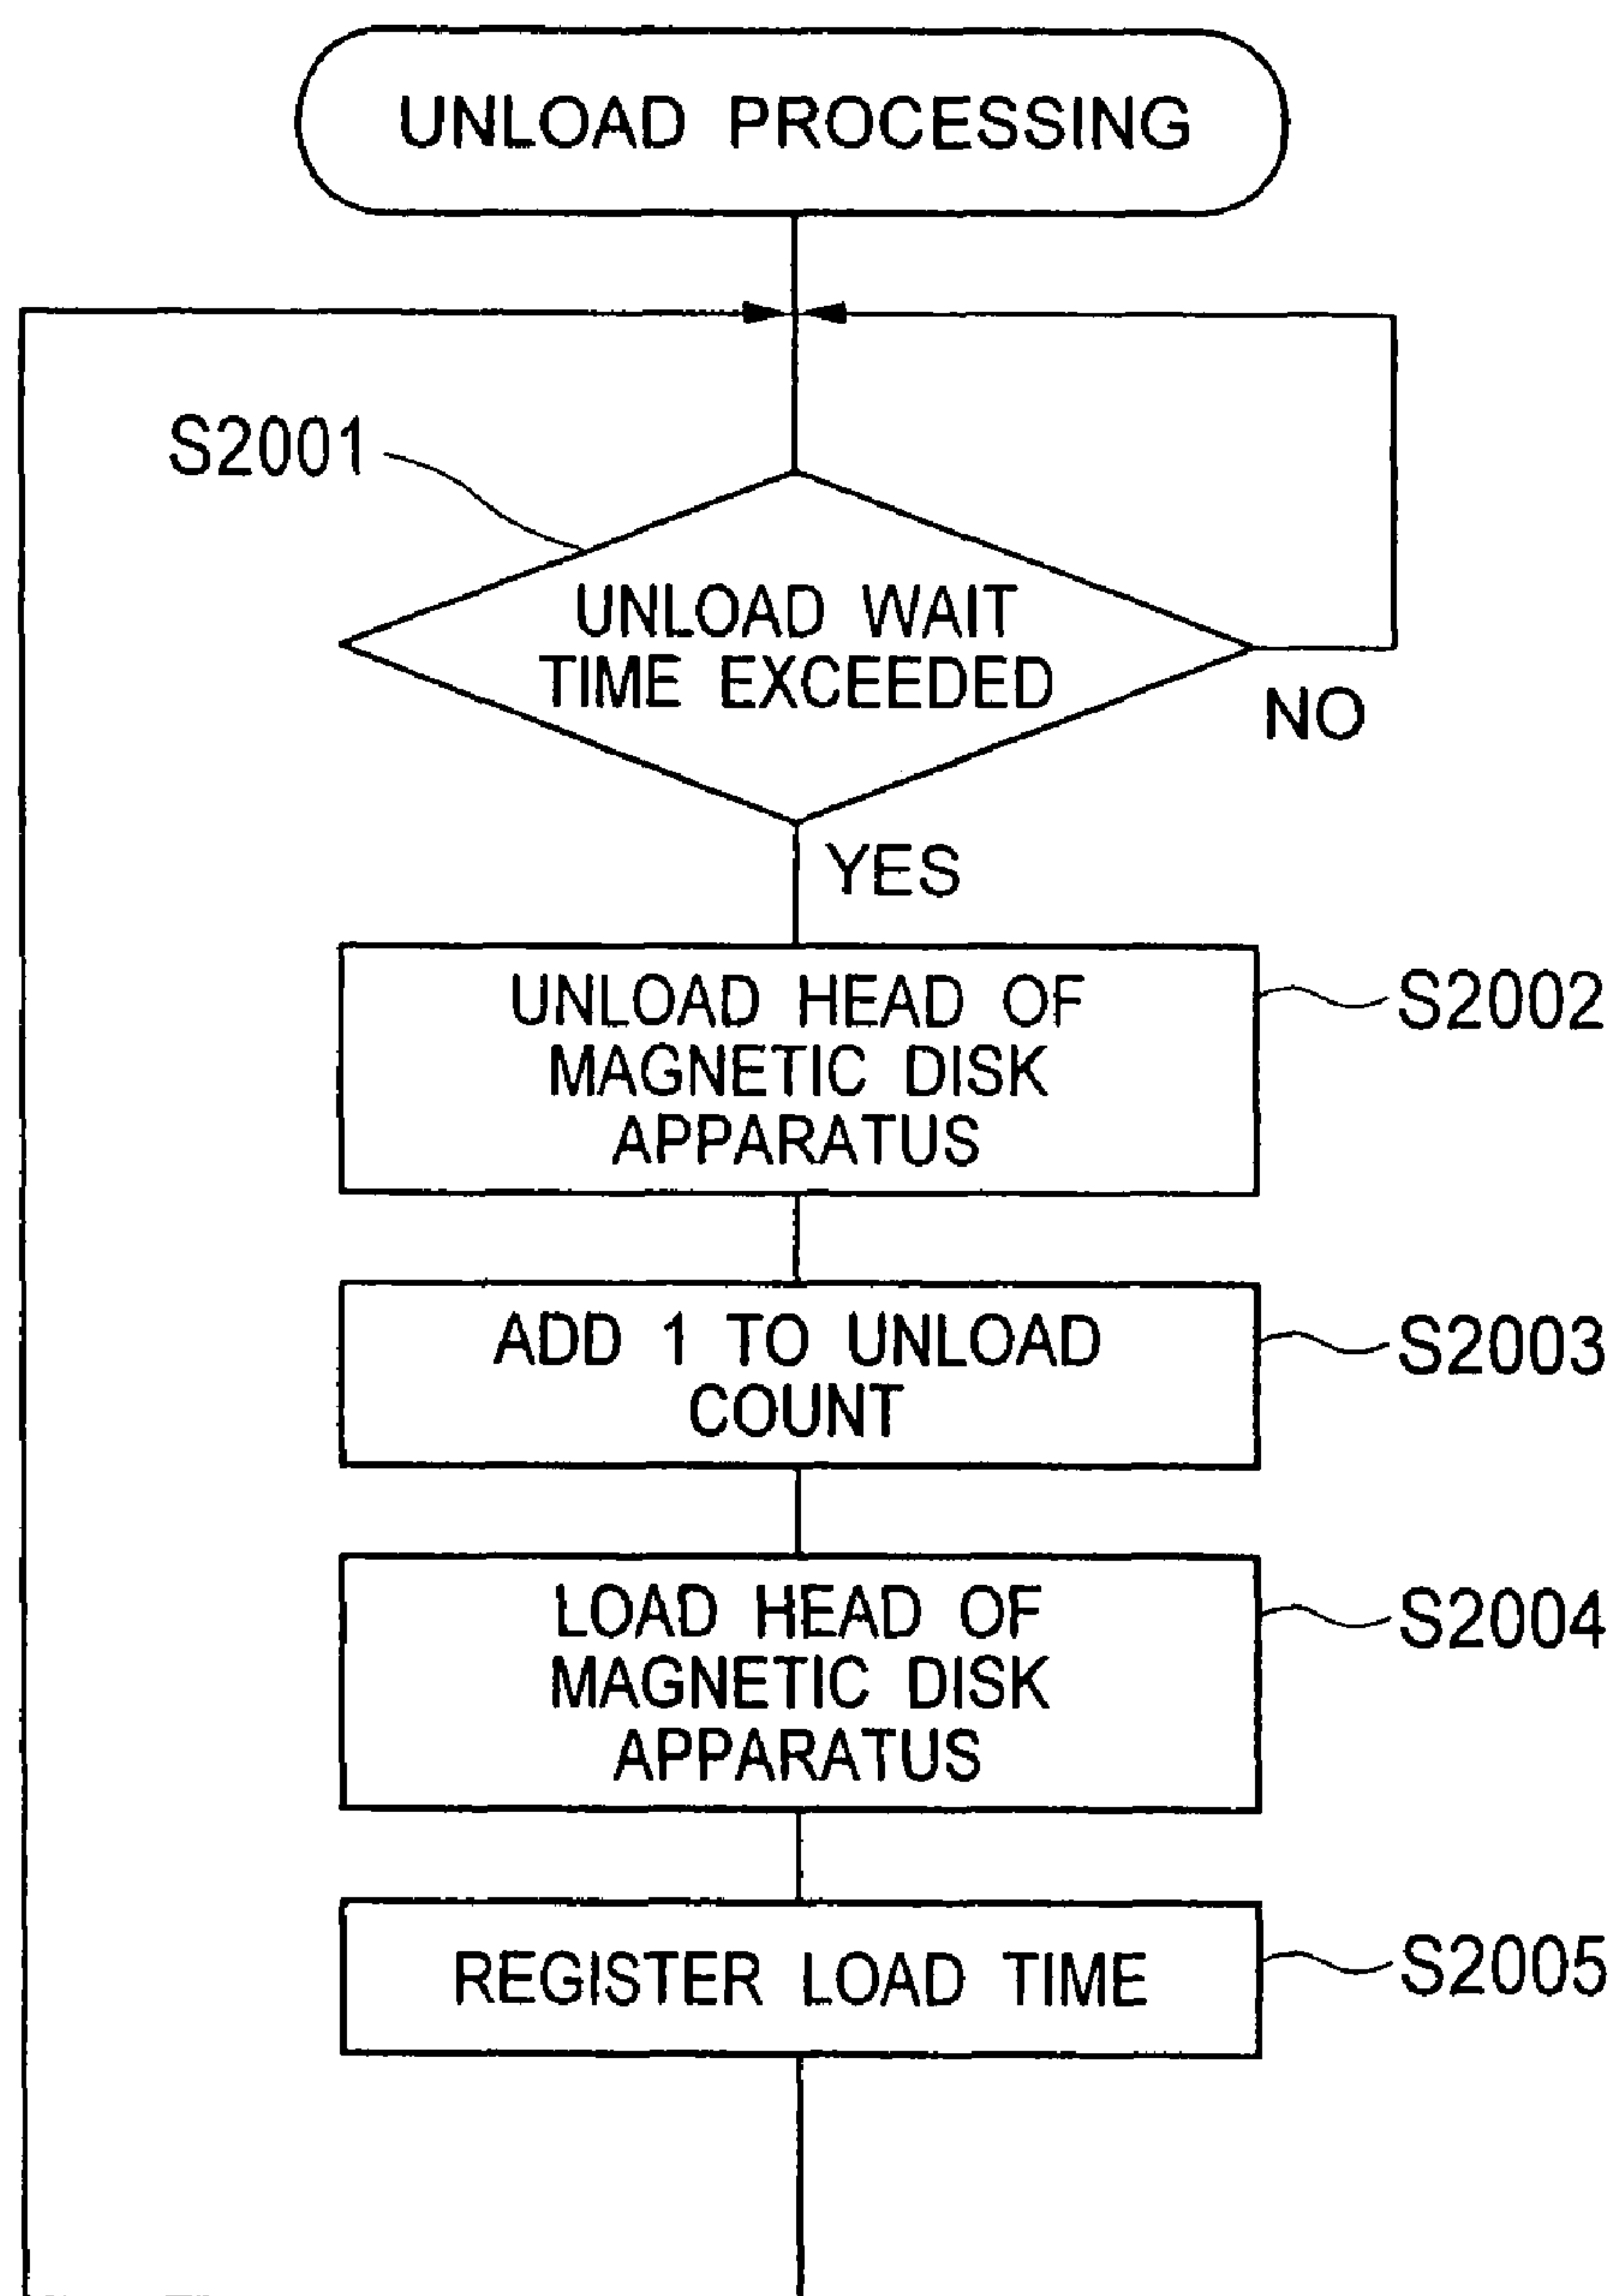 UNLOAD PROCESSING
S2001
UNLOAD WAIT
TIME EXCEEDED
NO
YES
UNLOAD HEAD OF
MAGNETIC DISK
APPARATUS
S2002
ADD 1 TO UNLOAD
COUNT
S2003
LOAD HEAD OF
MAGNETIC DISK
APPARATUS
S2004
REGISTER LOAD TIME
S2005